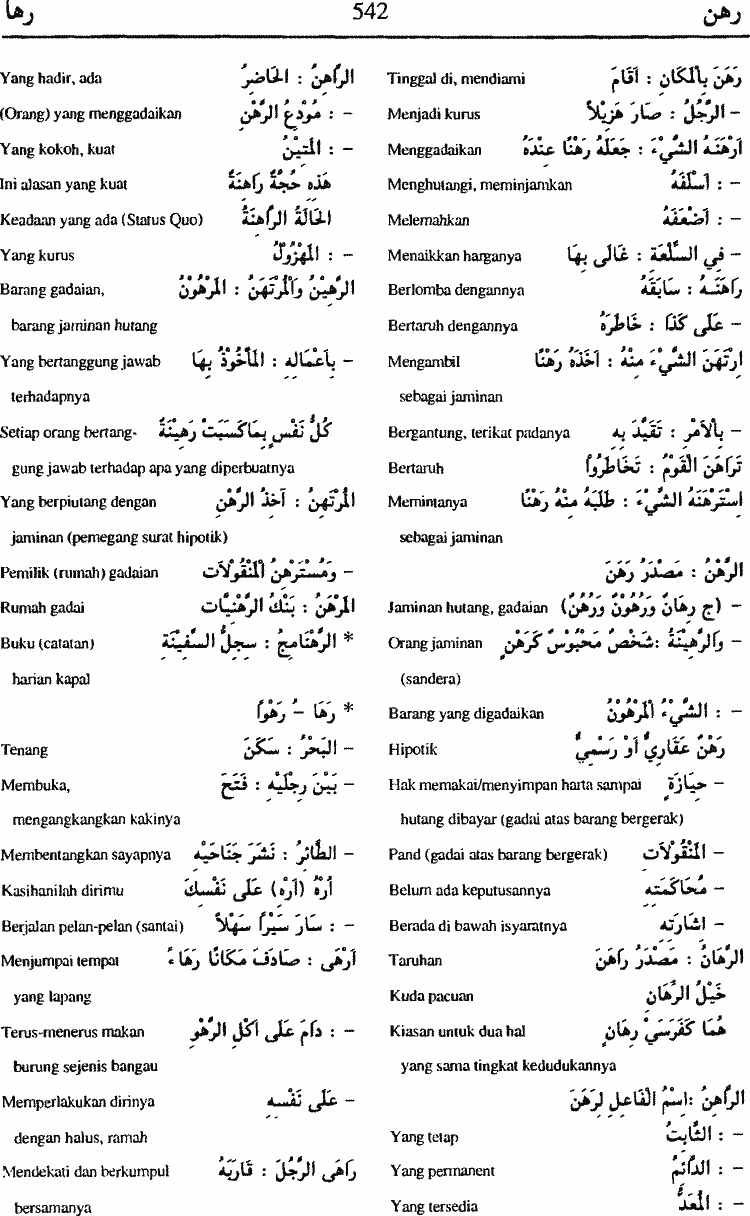 رهن 542 رها
رَهَنَ بِالْمَكَانِ : اَقَامَ Tinggal di, mendiami
– الرَّجُلُ : صَارَ هَزِيْلاً Menjadi kurus
اَرْهَنَهُ الشَّيْءَ : جَعَلَهُ رَهْنًا عِنْدَهُ Menggadaikan
– : اَسْلَفَهُ Menghutangi, meminjamkan
– : اَضْعَفَهُ Melemahkan
– فِي السِّلْعَةِ : غَالَى بِهَا Menaikkan harganya
رَاهَنَهُ : سَابَقَهُ Berlomba dengannya
– عَلَى كَذَا : خَاطَرَهُ Bertaruh dengannya
اِرْتَهَنَ الشَّيْءَ مِنْهُ : اَخَذَهُ رَهْنًا Mengambil
sebagai jaminan
– بِالْاَمْرِ : تَقَيَّدَ بِهِ Bergantung, terikat padanya
تَرَاهَنَ الْقَوْمُ : تَخَاطَرُوْا Bertaruh
اِسْتَرْهَنَهُ الشَّيْءَ : طَلَبَهُ مِنْهُ رَهْنًا Memintanya
sebagai jaminan
الرَّهْنُ : مَصْدَرُ رَهَنَ
– (ج رِهَانٌ وَرُهُوْنٌ وَرُهُنٌ) Jaminan hutang, gadaian
– وَالرَّهِيْنَةُ :شَخْصٌ مَحْبُوْسٌ كَرَهْنٍ Orang jaminan
(sandera)
– : الشَّيْءُ الْمَرْهُوْنُ Barang yang digadaikan
رَهْنٌ عَقَارِيٌّ اَوْ رَسْمِيٌّ Hipotik
– حِيَازَةٍ Hak memakai/menyimpan harta sampai
hutang dibayar (gadai atas barang bergerak)
– الْمَنْقُوْلَاتِ Pand (gadai atas barang bergerak)
– مُحَاكَمَتِهِ Belum ada keputusannya
– اِشَارَتِهِ Berada di bawah isyaratnya
الرِّهَانُ : مَصْدَرُ رَاهَنَ Taruhan
خَيْلُ الرِّهَانِ Kuda pacuan
هُمَا كَفَرَسَيْ رِهَانٍ Kiasan untuk dua hal
yang sama tingkat kedudukannya
الرَّاهِنُ :اِسْمُ الْفَاعِلِ لِرَهَنَ
– : الثَّابِتُ Yang tetap
– : الدَّائِمُ Yang permanent
– : الْمُعَدُّ Yang tersedia
الرَّاهِنُ : الْحَاضِرُ Yang hadir, ada
– : مُوْدِعُ الرَّهْنِ (Orang) yang menggadaikan
– : الْمَتِيْنُ Yang kokoh, kuat
هٰذِهِ حُجَّةٌ رَاهِنَةٌ Ini alasan yang kuat
الْحَالَةُ الرَّاهِنَةُ Keadaan yang ada (Status Quo)
– : الْمَهْزُوْلُ Yang kurus
الرَّهِيْنُ وَالْمُرْتَهَنُ : الْمَرْهُوْنُ Barang gadaian,
barang jaminan hutang
– بِاَعْمَالِهِ : الْمَأْخُوْذُ بِهَا Yang bertanggung jawab
terhadapnya
كُلُّ نَفْسٍ بِمَا كَسَبَتْ رَهِيْنَةٌ Setiap orang bertang-
gung jawab terhadap apa yang diperbuatnya
الْمُرْتَهِنُ : آخِذُ الرَّهْنِ Yang berpiutang dengan
jaminan (pemegang surat hipotik)
– وَمُسْتَرْهِنُ الْمَنْقُوْلَاتِ Pemilik (rumah) gadaian
الْمَرْهَنُ : بَنْكُ الرَّهْنِيَّاتِ Rumah gadai
* الرَّهْنَامِجُ : سِجِلُّ السَّفِيْنَةِ Buku (catatan)
harian kapal
* رَهَا –ُ رَهْوًا
– الْبَحْرُ : سَكَنَ Tenang
– بَيْنَ رِجْلَيْهِ : فَتَحَ Membuka,
mengangkangkan kakinya
– الطَّائِرُ : نَشَرَ جَنَاحَيْهِ Membentangkan sayapnya
اُرْهُ (اَرْهِ) عَلَى نَفْسِكَ Kasihanilah dirimu
– : سَارَ سَيْرًا سَهْلاً Berjalan pelan-pelan (santai)
اَرْهَى : صَادَفَ مَكَانًا رَهَاءً Menjumpai tempat
yang lapang
– : دَامَ عَلَى اَكْلِ الرَّهْوِ Terus-menerus makan
burung sejenis bangau
– عَلَى نَفْسِهِ Memperlakukan dirinya
dengan halus, ramah
رَاهَى الرَّجُلَ : قَارَبَهُ Mendekati dan berkumpul
bersamanya